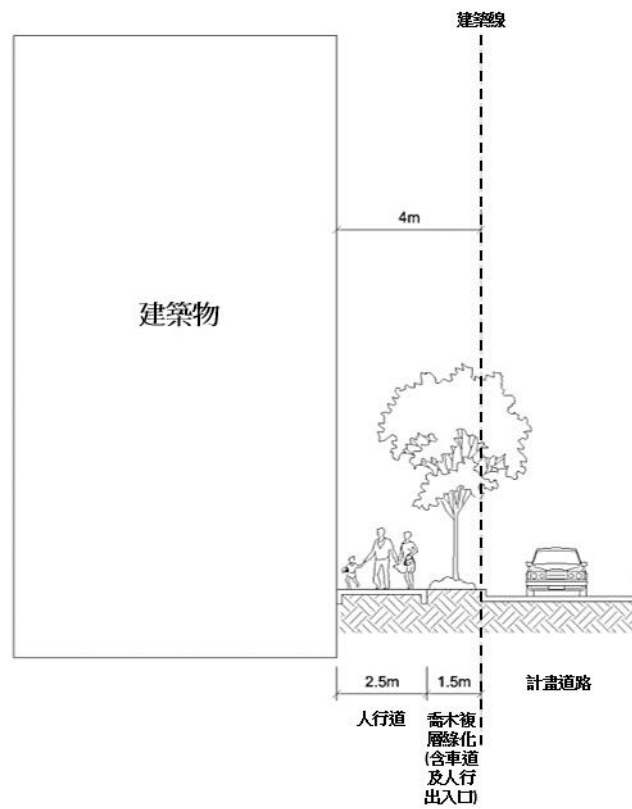 建築線
4m
建築物
2.5m
1.5m
計畫道路
人行道
喬木複
層綠化
(含車道
及人行
出入口)